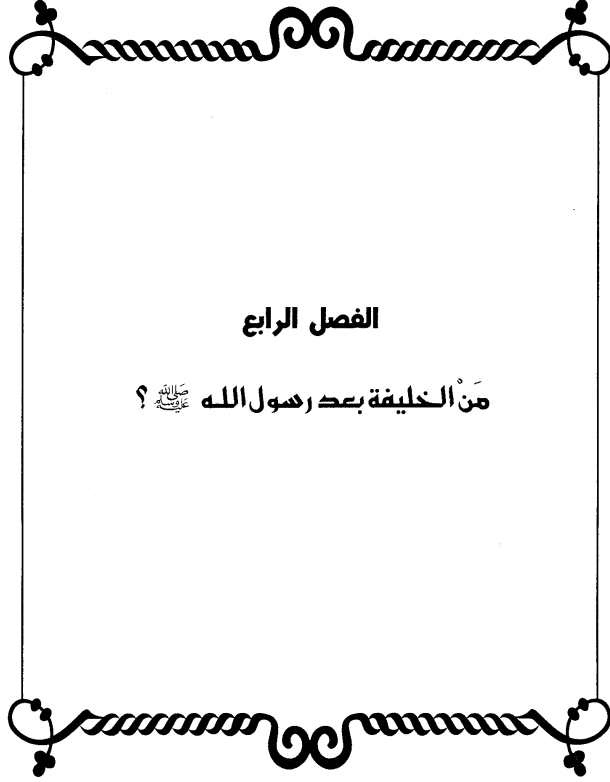 الفصل الرابع
مَنْ الخليفة بعد رسول الله ﷺ ؟